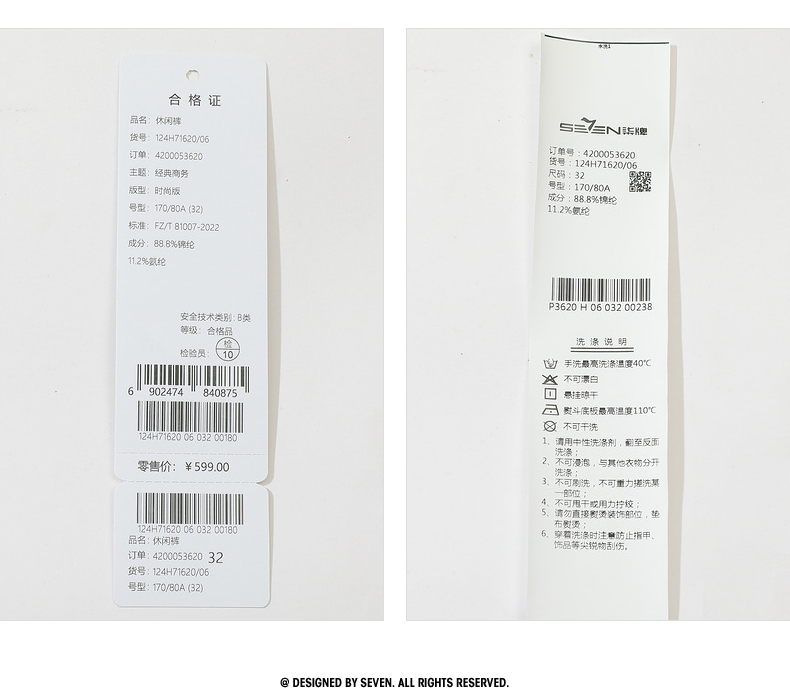 合格证
品名：休闲裤
货号：124H71620/06
订单：4200053620
主题：经典商务
版型：时尚版
号型：170/80A (32)
标准：FZ/T 81007-2022
成分：88.8%锦纶
11.2%氨纶
安全技术类别：B类
等级：合格品
检验员：检 10
6 902474 840875
124H71620 06 032 00180
零售价：￥599.00
124H71620 06 032 00180
品名：休闲裤
订单：4200053620 32
货号：124H71620/06
号型：170/80A (32)
水洗1
SEVEN 柒牌
订单号：4200053620
货号：124H71620/06
尺码：32
号型：170/80A
成分：88.8%锦纶
11.2%氨纶
P3620 H 06 032 00238
洗涤说明
手洗最高洗涤温度40℃
不可漂白
悬挂晾干
熨斗底板最高温度110℃
不可干洗
1、请用中性洗涤剂，翻至反面
洗涤；
2、不可浸泡，与其他衣物分开
洗涤；
3、不可刷洗，不可重力搓洗某
一部位；
4、不可甩干或用力拧绞；
5、请勿直接熨烫装饰部位，垫
布熨烫；
6、穿着洗涤时注意防止指甲、
饰品等尖锐物刮伤。
@ DESIGNED BY SEVEN. ALL RIGHTS RESERVED.